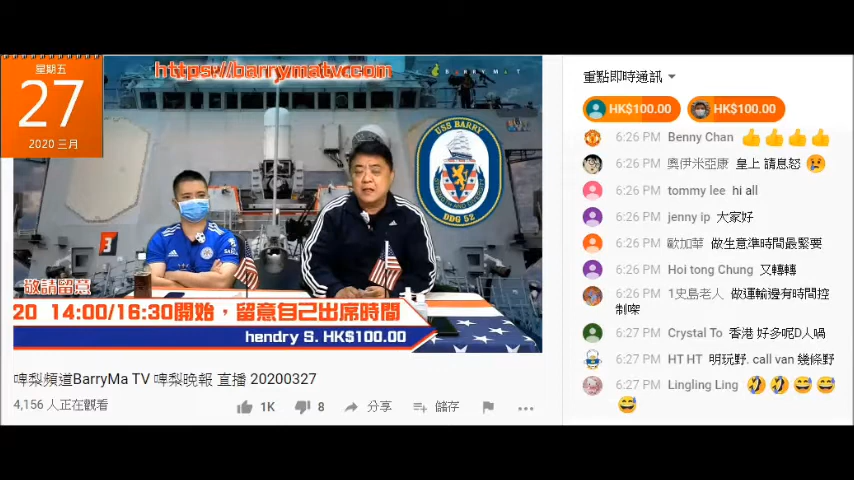 星期五
27
2020 三月
https://barrymatv.com
BARRYMAT
USS BARRY
DDG 52
3
敬請留意
20 14:00/16:30開始，留意自己出席時間
hendry S. HK$100.00
啤梨頻道BarryMa TV 啤梨晚報 直播 20200327
4,156 人正在觀看
1K
8
分享
儲存
重點即時通訊
HK$100.00
HK$100.00
6:26 PM Benny Chan 👍👍👍👍
6:26 PM 奧伊米亞康 皇上 請息怒 😢
6:26 PM tommy lee hi all
6:26 PM jenny ip 大家好
6:26 PM 歐加華 做生意準時間最緊要
6:26 PM Hoi tong Chung 又轉轉
6:26 PM 1史島老人 做運輸邊有時間控
制㗎
6:27 PM Crystal To 香港 好多呢D人喎
6:27 PM HT HT 明玩野. call van 幾條野
6:27 PM Lingling Ling 🤣🤣😅😅
😅